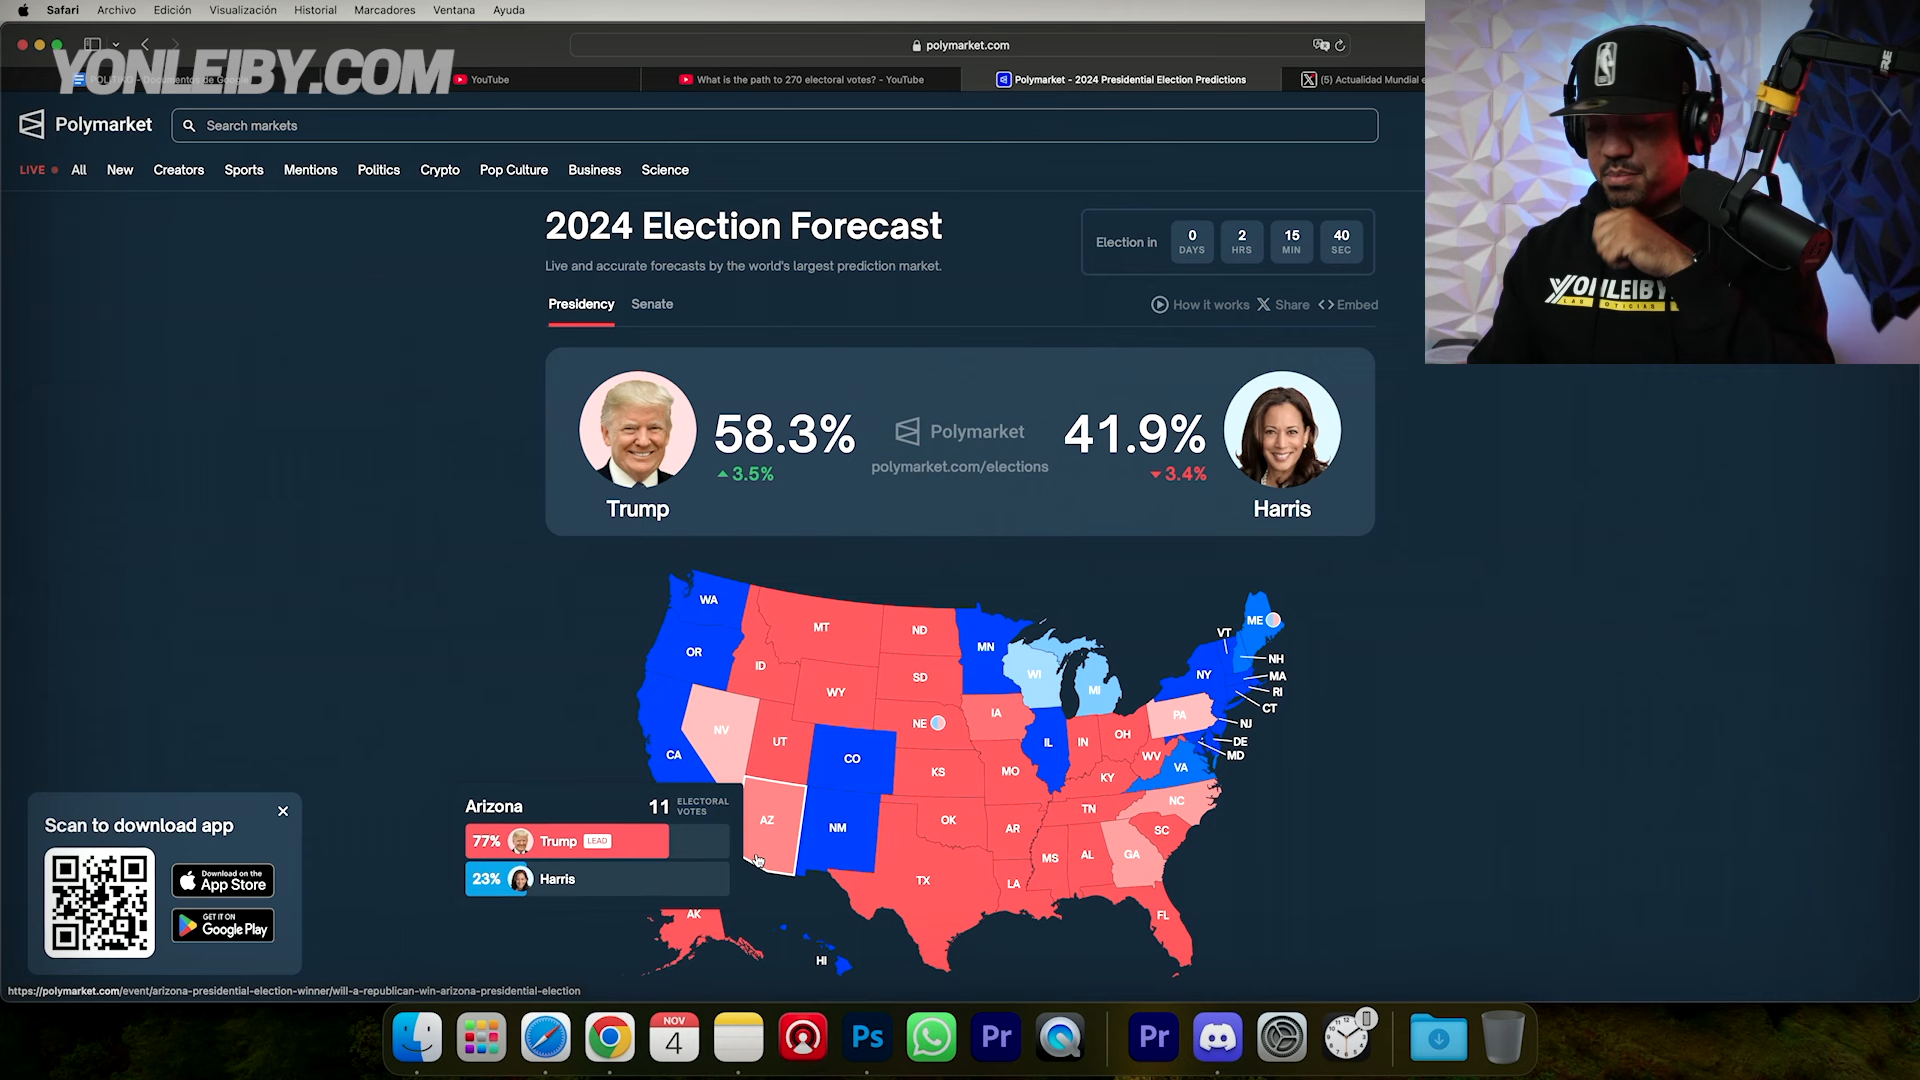 Safari Archivo Edición Visualización Historial Marcadores Ventana Ayuda
YONLEIBY.COM
polymarket.com
YouTube
What is the path to 270 electoral votes? - YouTube
Polymarket - 2024 Presidential Election Predictions
(5) Actualidad Mundial e
Polymarket
Search markets
LIVE All New Creators Sports Mentions Politics Crypto Pop Culture Business Science
2024 Election Forecast
Live and accurate forecasts by the world's largest prediction market.
Election in 0 DAYS 2 HRS 15 MIN 40 SEC
Presidency Senate
How it works Share Embed
58.3%
3.5%
Trump
Polymarket
polymarket.com/elections
41.9%
3.4%
Harris
WA
OR
CA
NV
ID
MT
WY
UT
CO
AZ
NM
ND
SD
NE
KS
OK
TX
MN
IA
MO
AR
LA
WI
IL
MI
IN
OH
KY
TN
MS
AL
GA
FL
SC
NC
VA
WV
PA
NY
VT
ME
NH
MA
RI
CT
NJ
DE
MD
AK
HI
Arizona 11 ELECTORAL VOTES
77% Trump LEAD
23% Harris
Scan to download app
Download on the
App Store
GET IT ON
Google Play
https://polymarket.com/event/arizona-presidential-election-winner/will-a-republican-win-arizona-presidential-election
NOV
4
Ps
Pr
Pr
YONLEIBY
LAS NOTICIAS